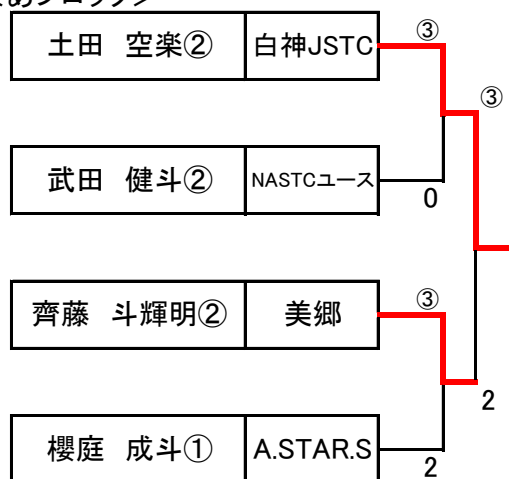 土田 空楽② 白神JSTC ③
③
武田 健斗② NASTCユース 0
齊藤 斗輝明② 美郷 ③
2
櫻庭 成斗① A.STAR.S 2